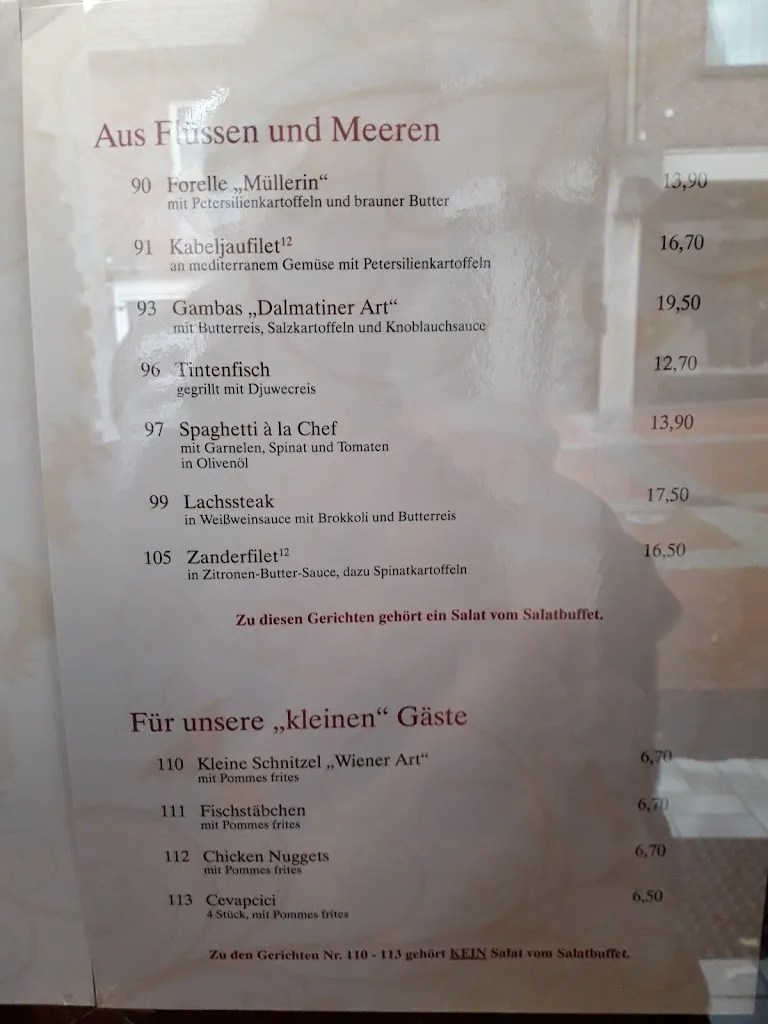 Aus Flüssen und Meeren
90 Forelle „Müllerin“ 13,90
mit Petersilienkartoffeln und brauner Butter
91 Kabeljaufilet¹² 16,70
an mediterranem Gemüse mit Petersilienkartoffeln
93 Gambas „Dalmatiner Art“ 19,50
mit Butterreis, Salzkartoffeln und Knoblauchsauce
96 Tintenfisch 12,70
gegrillt mit Djuwecreis
97 Spaghetti à la Chef 13,90
mit Garnelen, Spinat und Tomaten
in Olivenöl
99 Lachssteak 17,50
in Weißweinsauce mit Brokkoli und Butterreis
105 Zanderfilet¹² 16,50
in Zitronen-Butter-Sauce, dazu Spinatkartoffeln
Zu diesen Gerichten gehört ein Salat vom Salatbuffet.
Für unsere „kleinen“ Gäste
110 Kleine Schnitzel „Wiener Art“ 6,70
mit Pommes frites
111 Fischstäbchen 6,70
mit Pommes frites
112 Chicken Nuggets 6,70
mit Pommes frites
113 Cevapcici 6,50
4 Stück, mit Pommes frites
Zu den Gerichten Nr. 110 - 113 gehört KEIN Salat vom Salatbuffet.